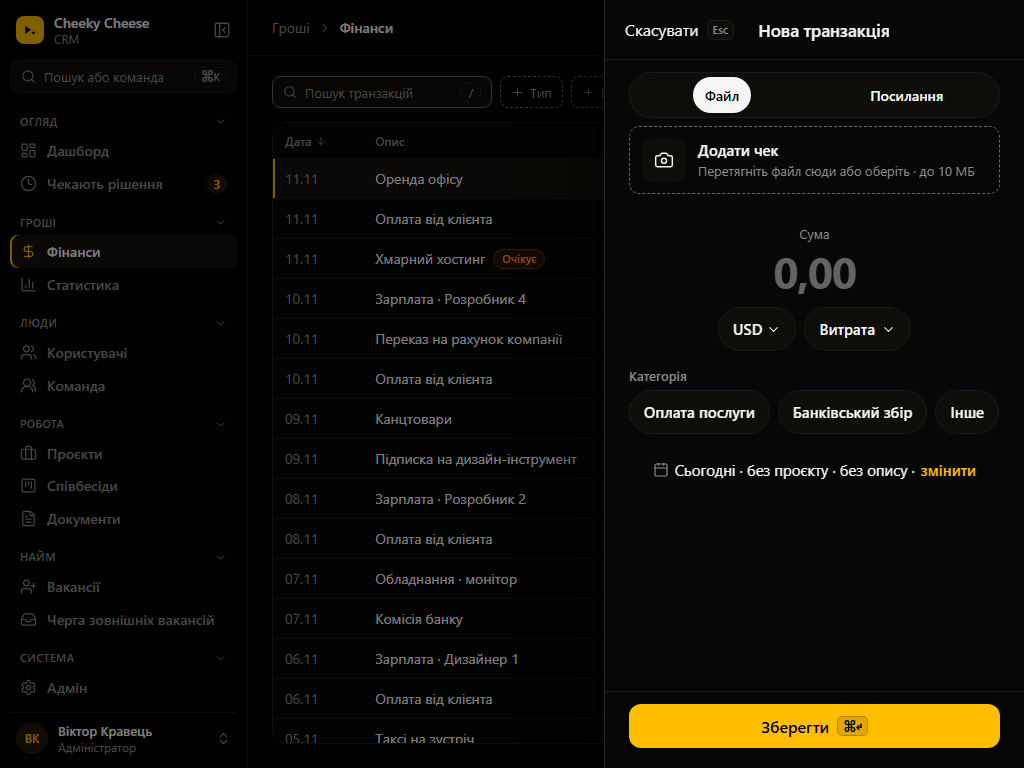 Cheeky Cheese
CRM
Пошук або команда ⌘K
ОГЛЯД
Дашборд
Чекають рішення 3
ГРОШІ
Фінанси
Статистика
ЛЮДИ
Користувачі
Команда
РОБОТА
Проєкти
Співбесіди
Документи
НАЙМ
Вакансії
Черга зовнішніх вакансій
СИСТЕМА
Адмін
ВК
Віктор Кравець
Адміністратор
Гроші > Фінанси
Пошук транзакцій /
+ Тип
Дата ↓ Опис
11.11 Оренда офісу
11.11 Оплата від клієнта
11.11 Хмарний хостинг Очікує
10.11 Зарплата · Розробник 4
10.11 Переказ на рахунок компанії
10.11 Оплата від клієнта
09.11 Канцтовари
09.11 Підписка на дизайн-інструмент
08.11 Зарплата · Розробник 2
08.11 Оплата від клієнта
07.11 Обладнання · монітор
07.11 Комісія банку
06.11 Зарплата · Дизайнер 1
06.11 Оплата від клієнта
05.11 Таксі на зустріч
Скасувати Esc Нова транзакція
Файл Посилання
Додати чек
Перетягніть файл сюди або оберіть · до 10 МБ
Сума
0,00
USD Витрата
Категорія
Оплата послуги Банківський збір Інше
Сьогодні · без проєкту · без опису · змінити
Зберегти ⌘↵